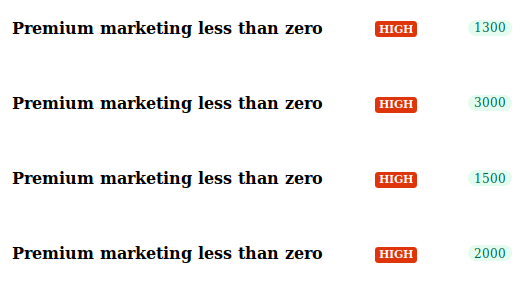 Premium marketing less than zero HIGH 1300
Premium marketing less than zero HIGH 3000
Premium marketing less than zero HIGH 1500
Premium marketing less than zero HIGH 2000